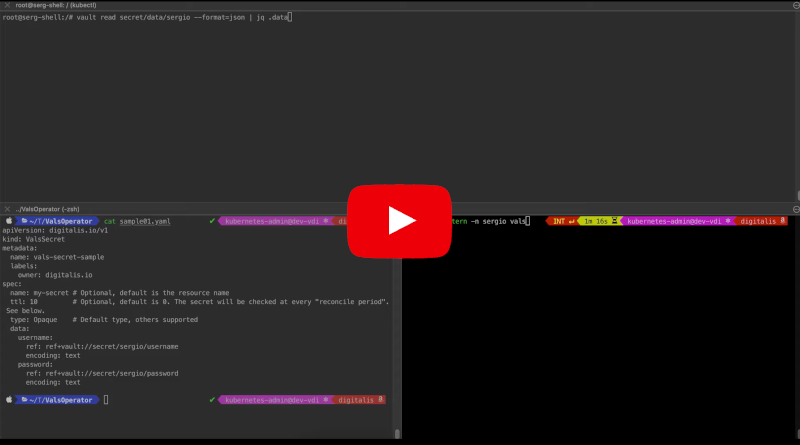 root@serg-shell: / (kubectl)
root@serg-shell:/# vault read secret/data/sergio --format=json | jq .data
../ValsOperator (-zsh)
~/T/ValsOperator cat sample01.yaml ✔ kubernetes-admin@dev-vdi ⎈
tern -n sergio vals INT ↵ 1m 16s ⧖ kubernetes-admin@dev-vdi ⎈ digitalis
apiVersion: digitalis.io/v1
kind: ValsSecret
metadata:
  name: vals-secret-sample
  labels:
    owner: digitalis.io
spec:
  name: my-secret # Optional, default is the resource name
  ttl: 10         # Optional, default is 0. The secret will be checked at every "reconcile period".
 See below.
  type: Opaque    # Default type, others supported
  data:
    username:
      ref: ref+vault://secret/sergio/username
      encoding: text
    password:
      ref: ref+vault://secret/sergio/password
      encoding: text
~/T/ValsOperator ✔ kubernetes-admin@dev-vdi ⎈ digitalis